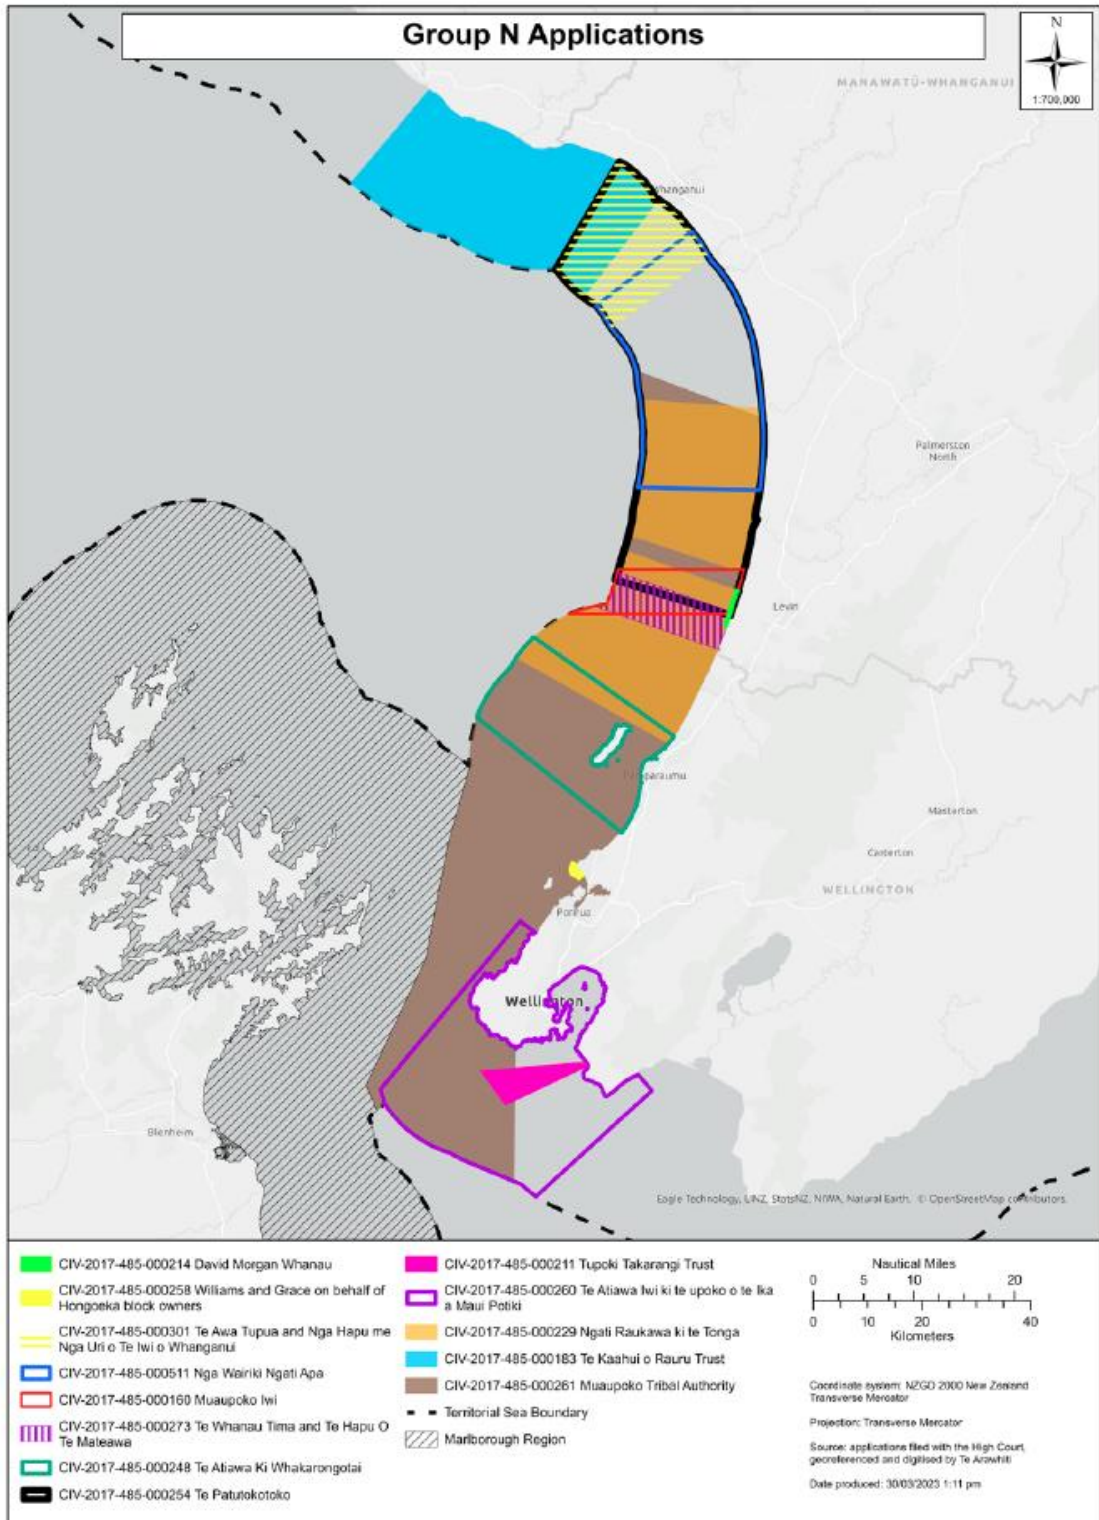 Group N Applications
N
1:700,000
MANAWATŪ-WHANGANUI
Whanganui
Palmerston
North
Levin
Paraparaumu
Masterton
Carterton
WELLINGTON
Porirua
Wellington
Blenheim
Eagle Technology, LINZ, StatsNZ, NIWA, Natural Earth, © OpenStreetMap contributors.
CIV-2017-485-000214 David Morgan Whanau
CIV-2017-485-000258 Williams and Grace on behalf of
Hongoeka block owners
CIV-2017-485-000301 Te Awa Tupua and Nga Hapu me
Nga Uri o Te Iwi o Whanganui
CIV-2017-485-000511 Nga Wairiki Ngati Apa
CIV-2017-485-000160 Muaupoko Iwi
CIV-2017-485-000273 Te Whanau Tima and Te Hapu O
Te Mateawa
CIV-2017-485-000248 Te Atiawa Ki Whakarongotai
CIV-2017-485-000254 Te Patutokotoko
CIV-2017-485-000211 Tupoki Takarangi Trust
CIV-2017-485-000260 Te Atiawa Iwi ki te upoko o te Ika
a Maui Potiki
CIV-2017-485-000229 Ngati Raukawa ki te Tonga
CIV-2017-485-000183 Te Kaahui o Rauru Trust
CIV-2017-485-000261 Muaupoko Tribal Authority
Territorial Sea Boundary
Marlborough Region
Nautical Miles
0 5 10 20
0 10 20 40
Kilometers
Coordinate system: NZGD 2000 New Zealand
Transverse Mercator
Projection: Transverse Mercator
Source: applications filed with the High Court,
georeferenced and digitised by Te Arawhiti
Date produced: 30/03/2023 1:11 pm